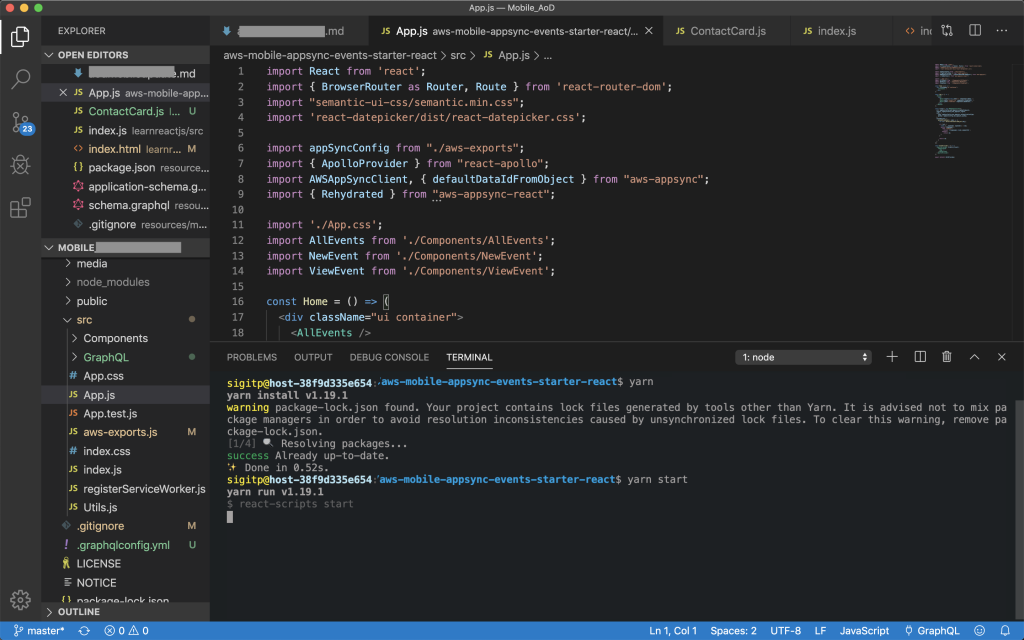 App.js — Mobile_AoD
EXPLORER
.md
JS App.js aws-mobile-appsync-events-starter-react/...
JS ContactCard.js
JS index.js
<> in
OPEN EDITORS
.md
JS App.js aws-mobile-app...
JS ContactCard.js l... U
JS index.js learnreactjs/src
<> index.html learnr... M
{ } package.json resource...
application-schema.g...
schema.graphql resou...
.gitignore resources/m...
MOBILE
media
node_modules
public
src
Components
GraphQL
# App.css
JS App.js
JS App.test.js
JS aws-exports.js M
# index.css
JS index.js
JS registerServiceWorker.js
JS Utils.js
.gitignore M
! .graphqlconfig.yml U
LICENSE
NOTICE
{ } package-lock.json
OUTLINE
23
aws-mobile-appsync-events-starter-react > src > JS App.js > ...
1 import React from 'react';
2 import { BrowserRouter as Router, Route } from 'react-router-dom';
3 import "semantic-ui-css/semantic.min.css";
4 import 'react-datepicker/dist/react-datepicker.css';
5
6 import appSyncConfig from "./aws-exports";
7 import { ApolloProvider } from "react-apollo";
8 import AWSAppSyncClient, { defaultDataIdFromObject } from "aws-appsync";
9 import { Rehydrated } from "aws-appsync-react";
10
11 import './App.css';
12 import AllEvents from './Components/AllEvents';
13 import NewEvent from './Components/NewEvent';
14 import ViewEvent from './Components/ViewEvent';
15
16 const Home = () => (
17 <div className="ui container">
18 <AllEvents />
PROBLEMS OUTPUT DEBUG CONSOLE TERMINAL
1: node
sigitp@host-38f9d335e654:aws-mobile-appsync-events-starter-react$ yarn
yarn install v1.19.1
warning package-lock.json found. Your project contains lock files generated by tools other than Yarn. It is advised not to mix pa
ckage managers in order to avoid resolution inconsistencies caused by unsynchronized lock files. To clear this warning, remove pa
ckage-lock.json.
[1/4] 🔍 Resolving packages...
success Already up-to-date.
✨ Done in 0.52s.
sigitp@host-38f9d335e654:aws-mobile-appsync-events-starter-react$ yarn start
yarn run v1.19.1
$ react-scripts start
master* 0 0 Ln 1, Col 1 Spaces: 2 UTF-8 LF JavaScript GraphQL